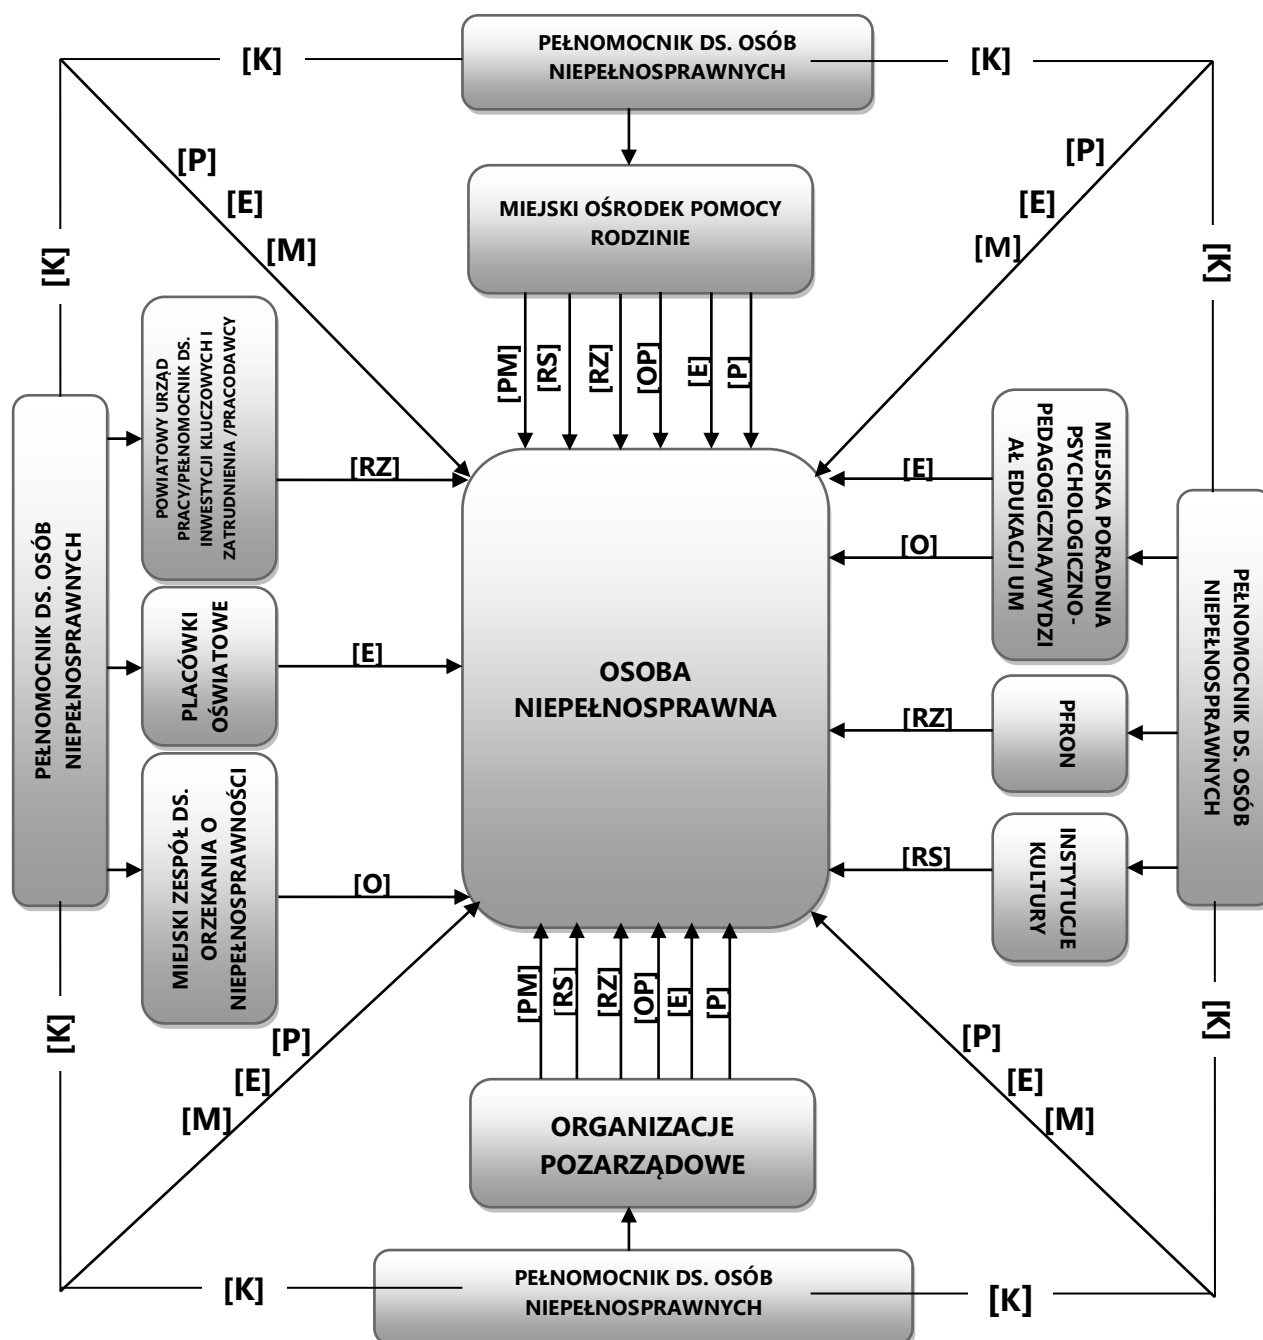 PEŁNOMOCNIK DS. OSÓB
NIEPEŁNOSPRAWNYCH
[K]
[K]
[P]
[E]
[M]
[P]
[E]
[M]
MIEJSKI OŚRODEK POMOCY
RODZINIE
[K]
[K]
[PM]
[RS]
[RZ]
[OP]
[E]
[P]
PEŁNOMOCNIK DS. OSÓB
NIEPEŁNOSPRAWNYCH
POWIATOWY URZĄD
PRACY/PEŁNOMOCNIK DS.
INWESTYCJI KLUCZOWYCH I
ZATRUDNIENIA /PRACODAWCY
[RZ]
PLACÓWKI
OŚWIATOWE
[E]
MIEJSKI ZESPÓŁ DS.
ORZEKANIA O
NIEPEŁNOSPRAWNOŚCI
[O]
OSOBA
NIEPEŁNOSPRAWNA
[E]
[O]
MIEJSKA PORADNIA
PSYCHOLOGICZNO-
PEDAGOGICZNA/WYDZI
AŁ EDUKACJI UM
[RZ]
PFRON
[RS]
INSTYTUCJE
KULTURY
PEŁNOMOCNIK DS. OSÓB
NIEPEŁNOSPRAWNYCH
[PM]
[RS]
[RZ]
[OP]
[E]
[P]
[K]
[K]
[P]
[E]
[M]
[P]
[E]
[M]
ORGANIZACJE
POZARZĄDOWE
[K]
[K]
PEŁNOMOCNIK DS. OSÓB
NIEPEŁNOSPRAWNYCH